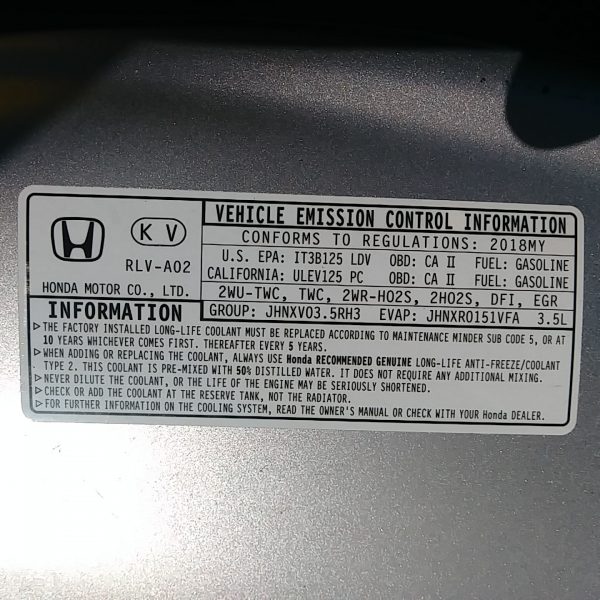 K V
RLV-A02
HONDA MOTOR CO., LTD.
VEHICLE EMISSION CONTROL INFORMATION
CONFORMS TO REGULATIONS: 2018MY
U.S. EPA: IT3B125 LDV OBD: CA II FUEL: GASOLINE
CALIFORNIA: ULEV125 PC OBD: CA II FUEL: GASOLINE
2WU-TWC, TWC, 2WR-HO2S, 2HO2S, DFI, EGR
GROUP: JHNXV03.5RH3 EVAP: JHNXR0151VFA 3.5L
INFORMATION
▷THE FACTORY INSTALLED LONG-LIFE COOLANT MUST BE REPLACED ACCORDING TO MAINTENANCE MINDER SUB CODE 5, OR AT
10 YEARS WHICHEVER COMES FIRST. THEREAFTER EVERY 5 YEARS.
▷WHEN ADDING OR REPLACING THE COOLANT, ALWAYS USE Honda RECOMMENDED GENUINE LONG-LIFE ANTI-FREEZE/COOLANT
TYPE 2. THIS COOLANT IS PRE-MIXED WITH 50% DISTILLED WATER. IT DOES NOT REQUIRE ANY ADDITIONAL MIXING.
▷NEVER DILUTE THE COOLANT, OR THE LIFE OF THE ENGINE MAY BE SERIOUSLY SHORTENED.
▷CHECK OR ADD THE COOLANT AT THE RESERVE TANK, NOT THE RADIATOR.
▷FOR FURTHER INFORMATION ON THE COOLING SYSTEM, READ THE OWNER'S MANUAL OR CHECK WITH YOUR Honda DEALER.